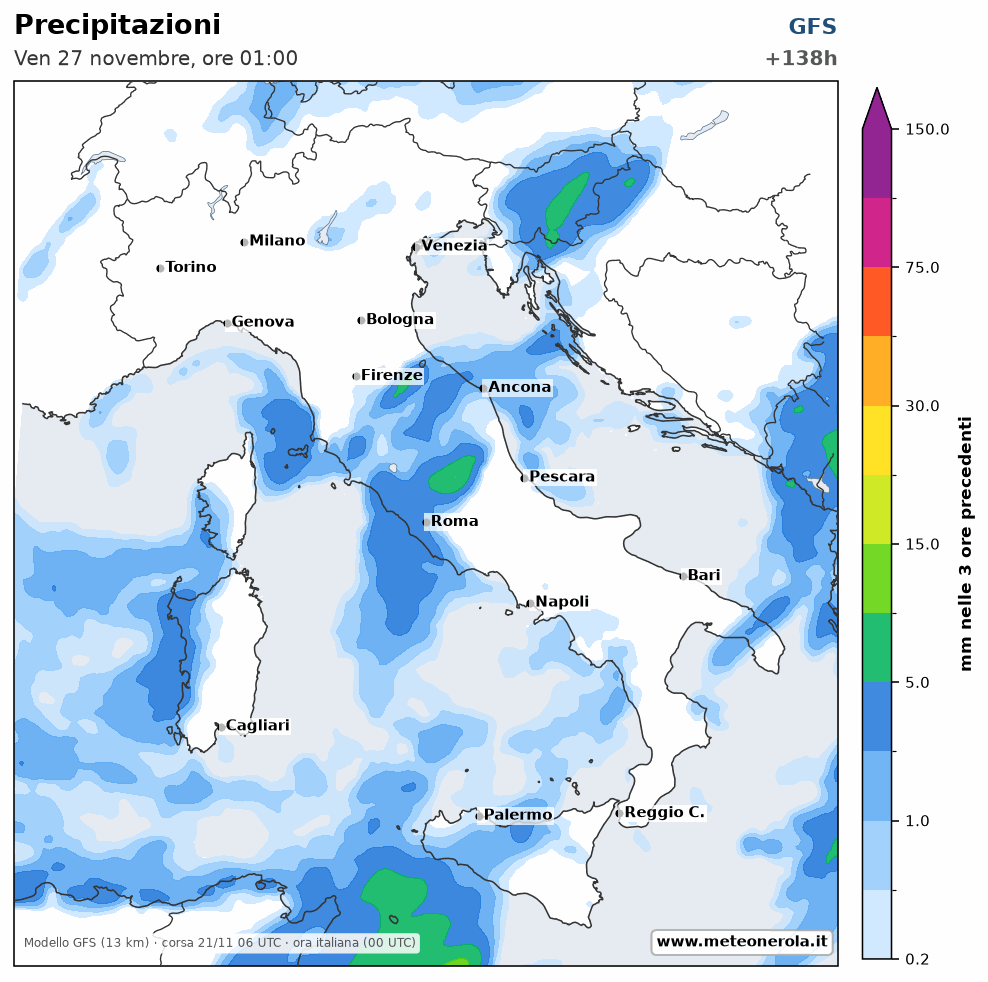 Precipitazioni
GFS
Ven 27 novembre, ore 01:00
+138h
150.0
75.0
30.0
15.0
5.0
1.0
0.2
mm nelle 3 ore precedenti
Milano
Venezia
Torino
Bologna
Genova
Firenze
Ancona
Pescara
Roma
Bari
Napoli
Cagliari
Palermo
Reggio C.
Modello GFS (13 km) · corsa 21/11 06 UTC · ora italiana (00 UTC)
www.meteonerola.it